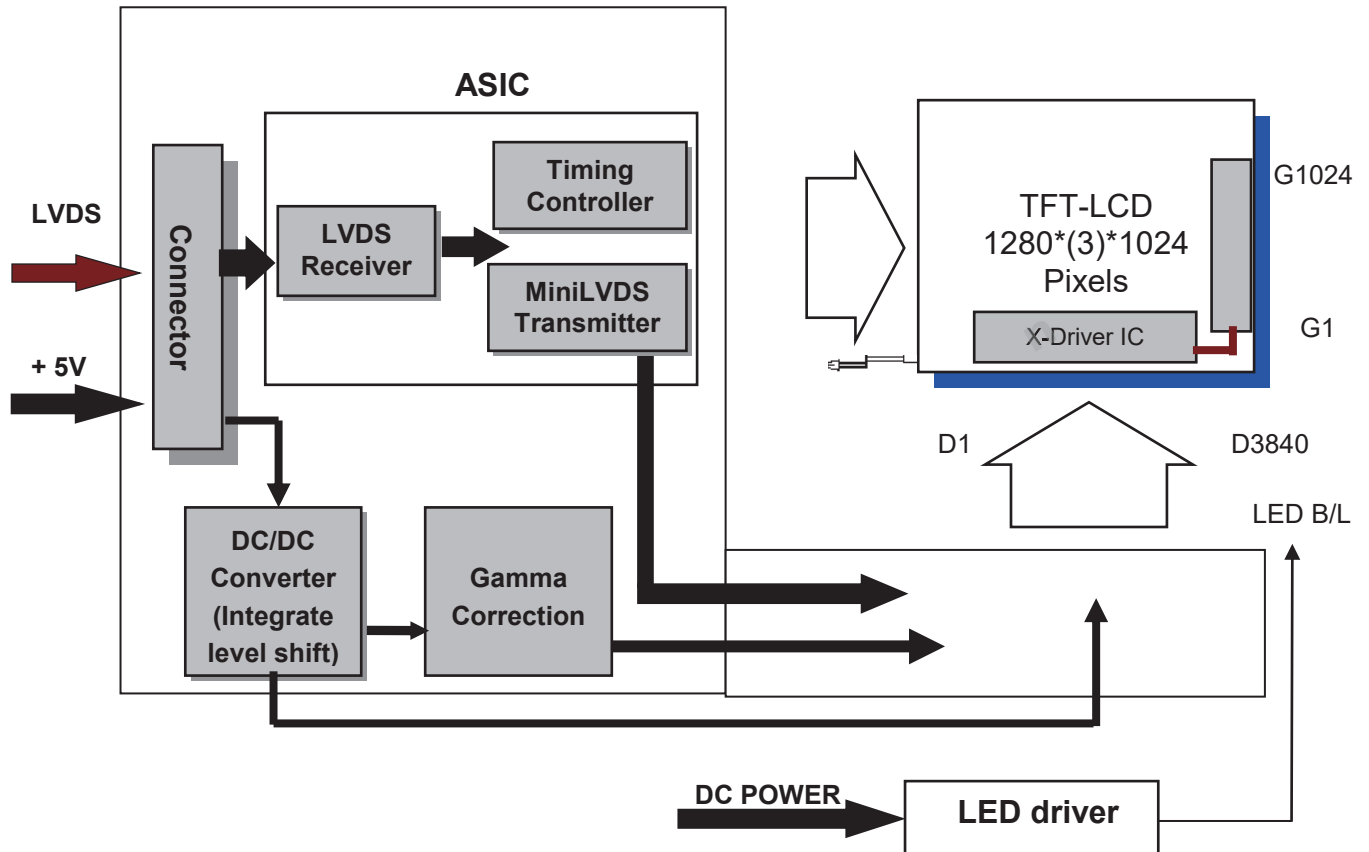 ASIC
LVDS
+ 5V
Connector
LVDS
Receiver
Timing
Controller
MiniLVDS
Transmitter
DC/DC
Converter
(Integrate
level shift)
Gamma
Correction
TFT-LCD
1280*(3)*1024
Pixels
X-Driver IC
G1024
G1
D1
D3840
LED B/L
DC POWER
LED driver